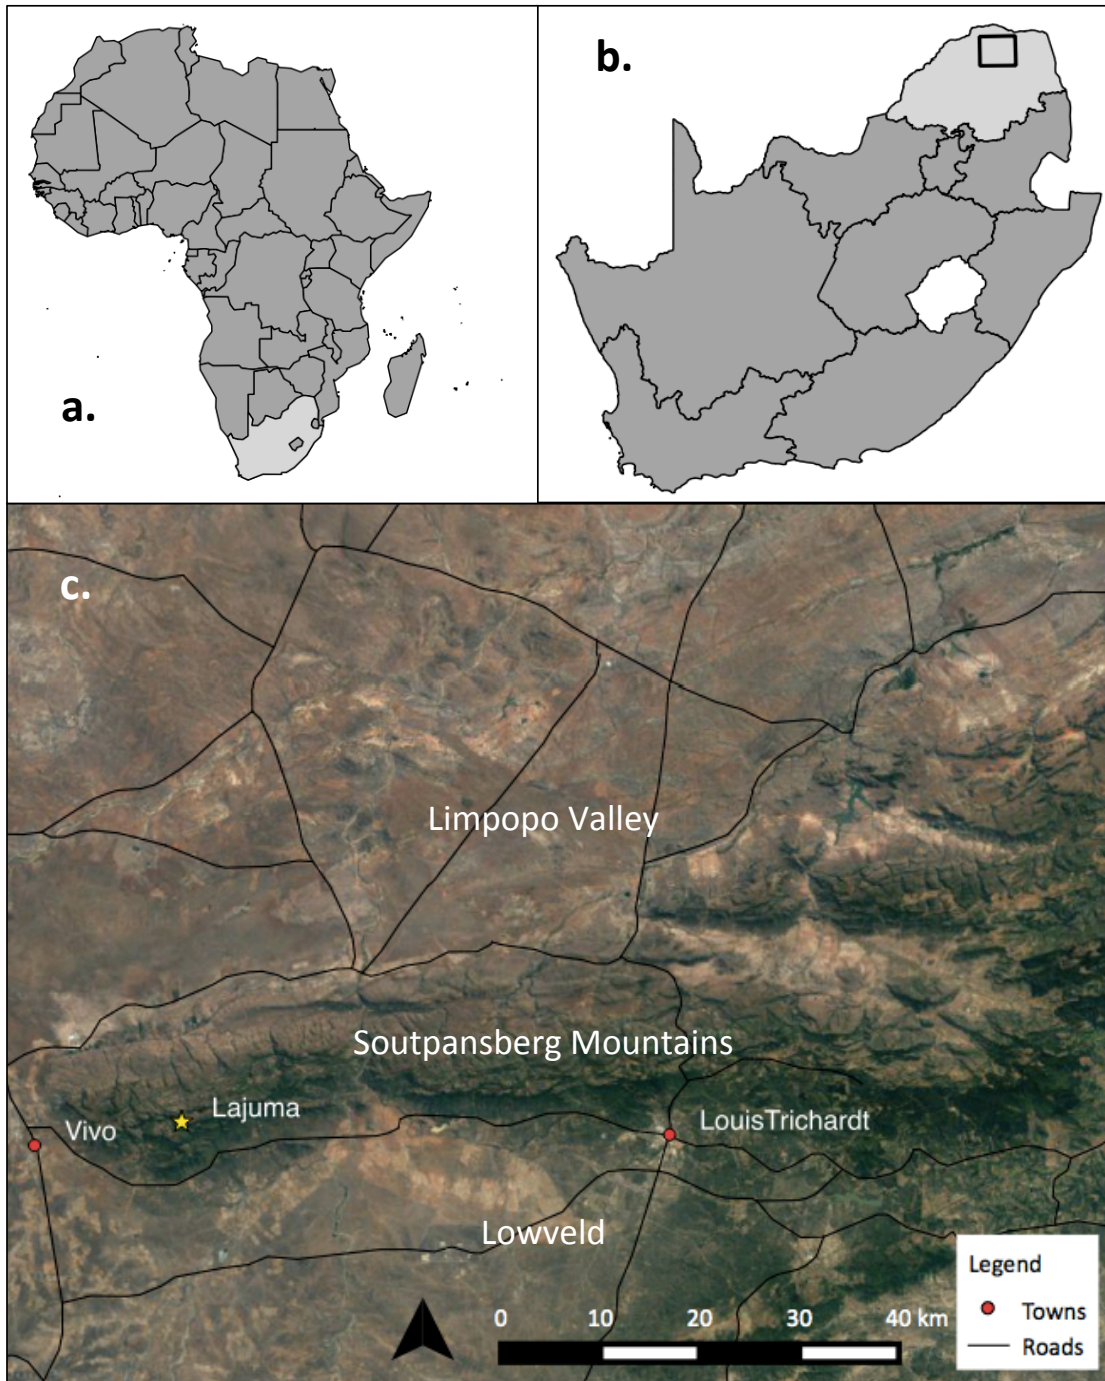 a.
b.
c.
Limpopo Valley
Soutpansberg Mountains
Lajuma
Vivo
LouisTrichardt
Lowveld
0 10 20 30 40 km
Legend
Towns
Roads